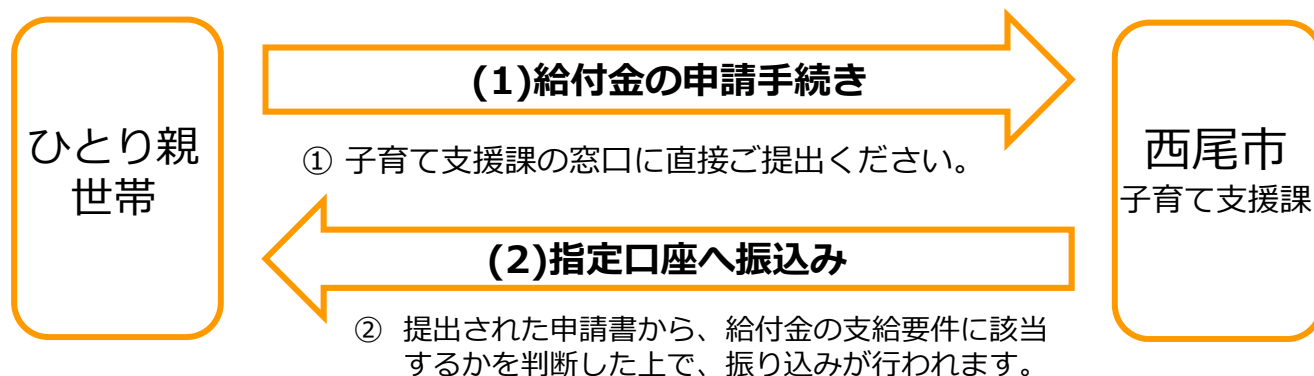 ひとり親
世帯
(1)給付金の申請手続き
① 子育て支援課の窓口に直接ご提出ください。
(2)指定口座へ振込み
② 提出された申請書から、給付金の支給要件に該当
するかを判断した上で、振り込みが行われます。
西尾市
子育て支援課